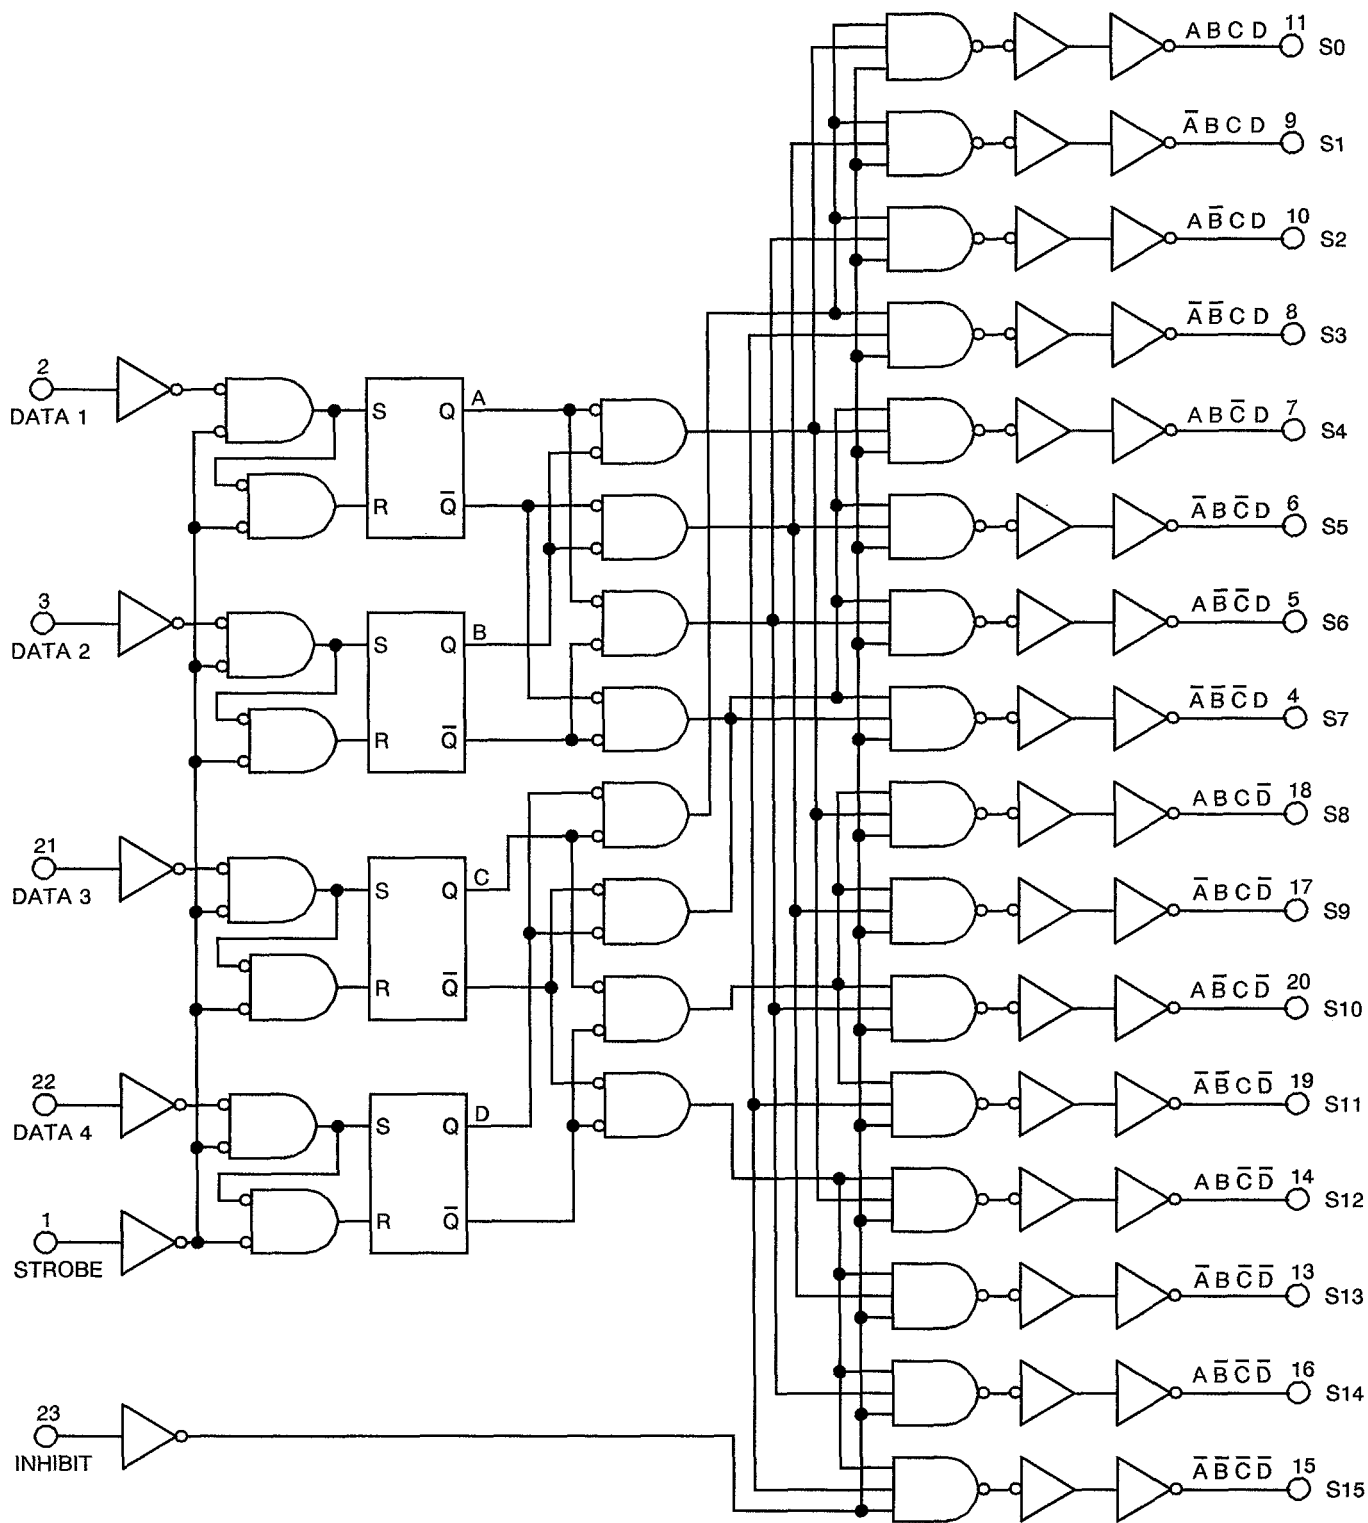 11
A B C D
S0
9
A̅ B C D
S1
10
A B̅ C D
S2
8
A̅ B̅ C D
S3
2
DATA 1
S
Q
A
R
Q̅
7
A B C̅ D
S4
6
A̅ B C̅ D
S5
3
DATA 2
S
Q
B
R
Q̅
5
A B̅ C̅ D
S6
4
A̅ B̅ C̅ D
S7
21
DATA 3
S
Q
C
R
Q̅
18
A B C D̅
S8
17
A̅ B C D̅
S9
20
A B̅ C D̅
S10
22
DATA 4
S
Q
D
R
Q̅
19
A̅ B̅ C D̅
S11
14
A B C̅ D̅
S12
1
STROBE
13
A̅ B C̅ D̅
S13
16
A B̅ C̅ D̅
S14
23
INHIBIT
15
A̅ B̅ C̅ D̅
S15